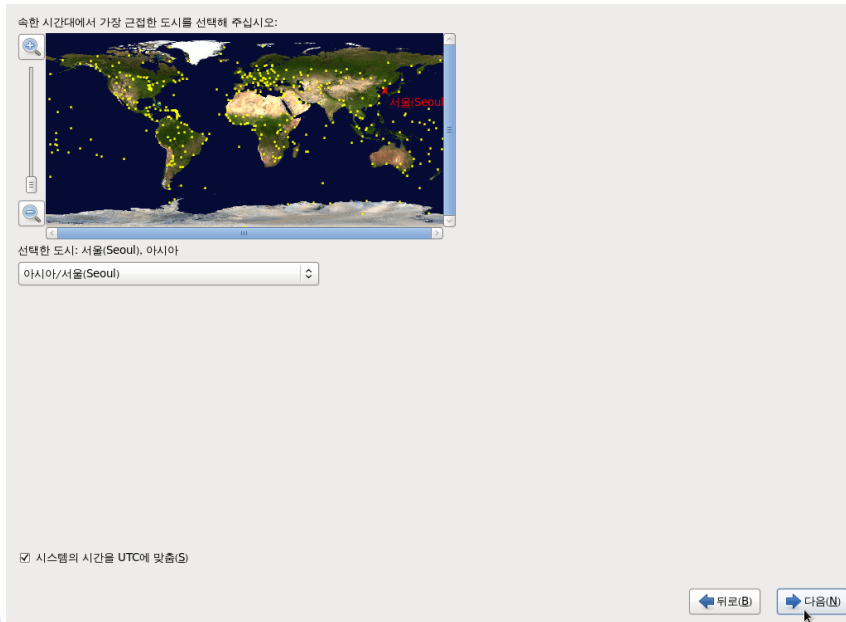 속한 시간대에서 가장 근접한 도시를 선택해 주십시오:
서울(Seoul
선택한 도시: 서울(Seoul), 아시아
아시아/서울(Seoul)
시스템의 시간을 UTC에 맞춤(S)
뒤로(B)
다음(N)